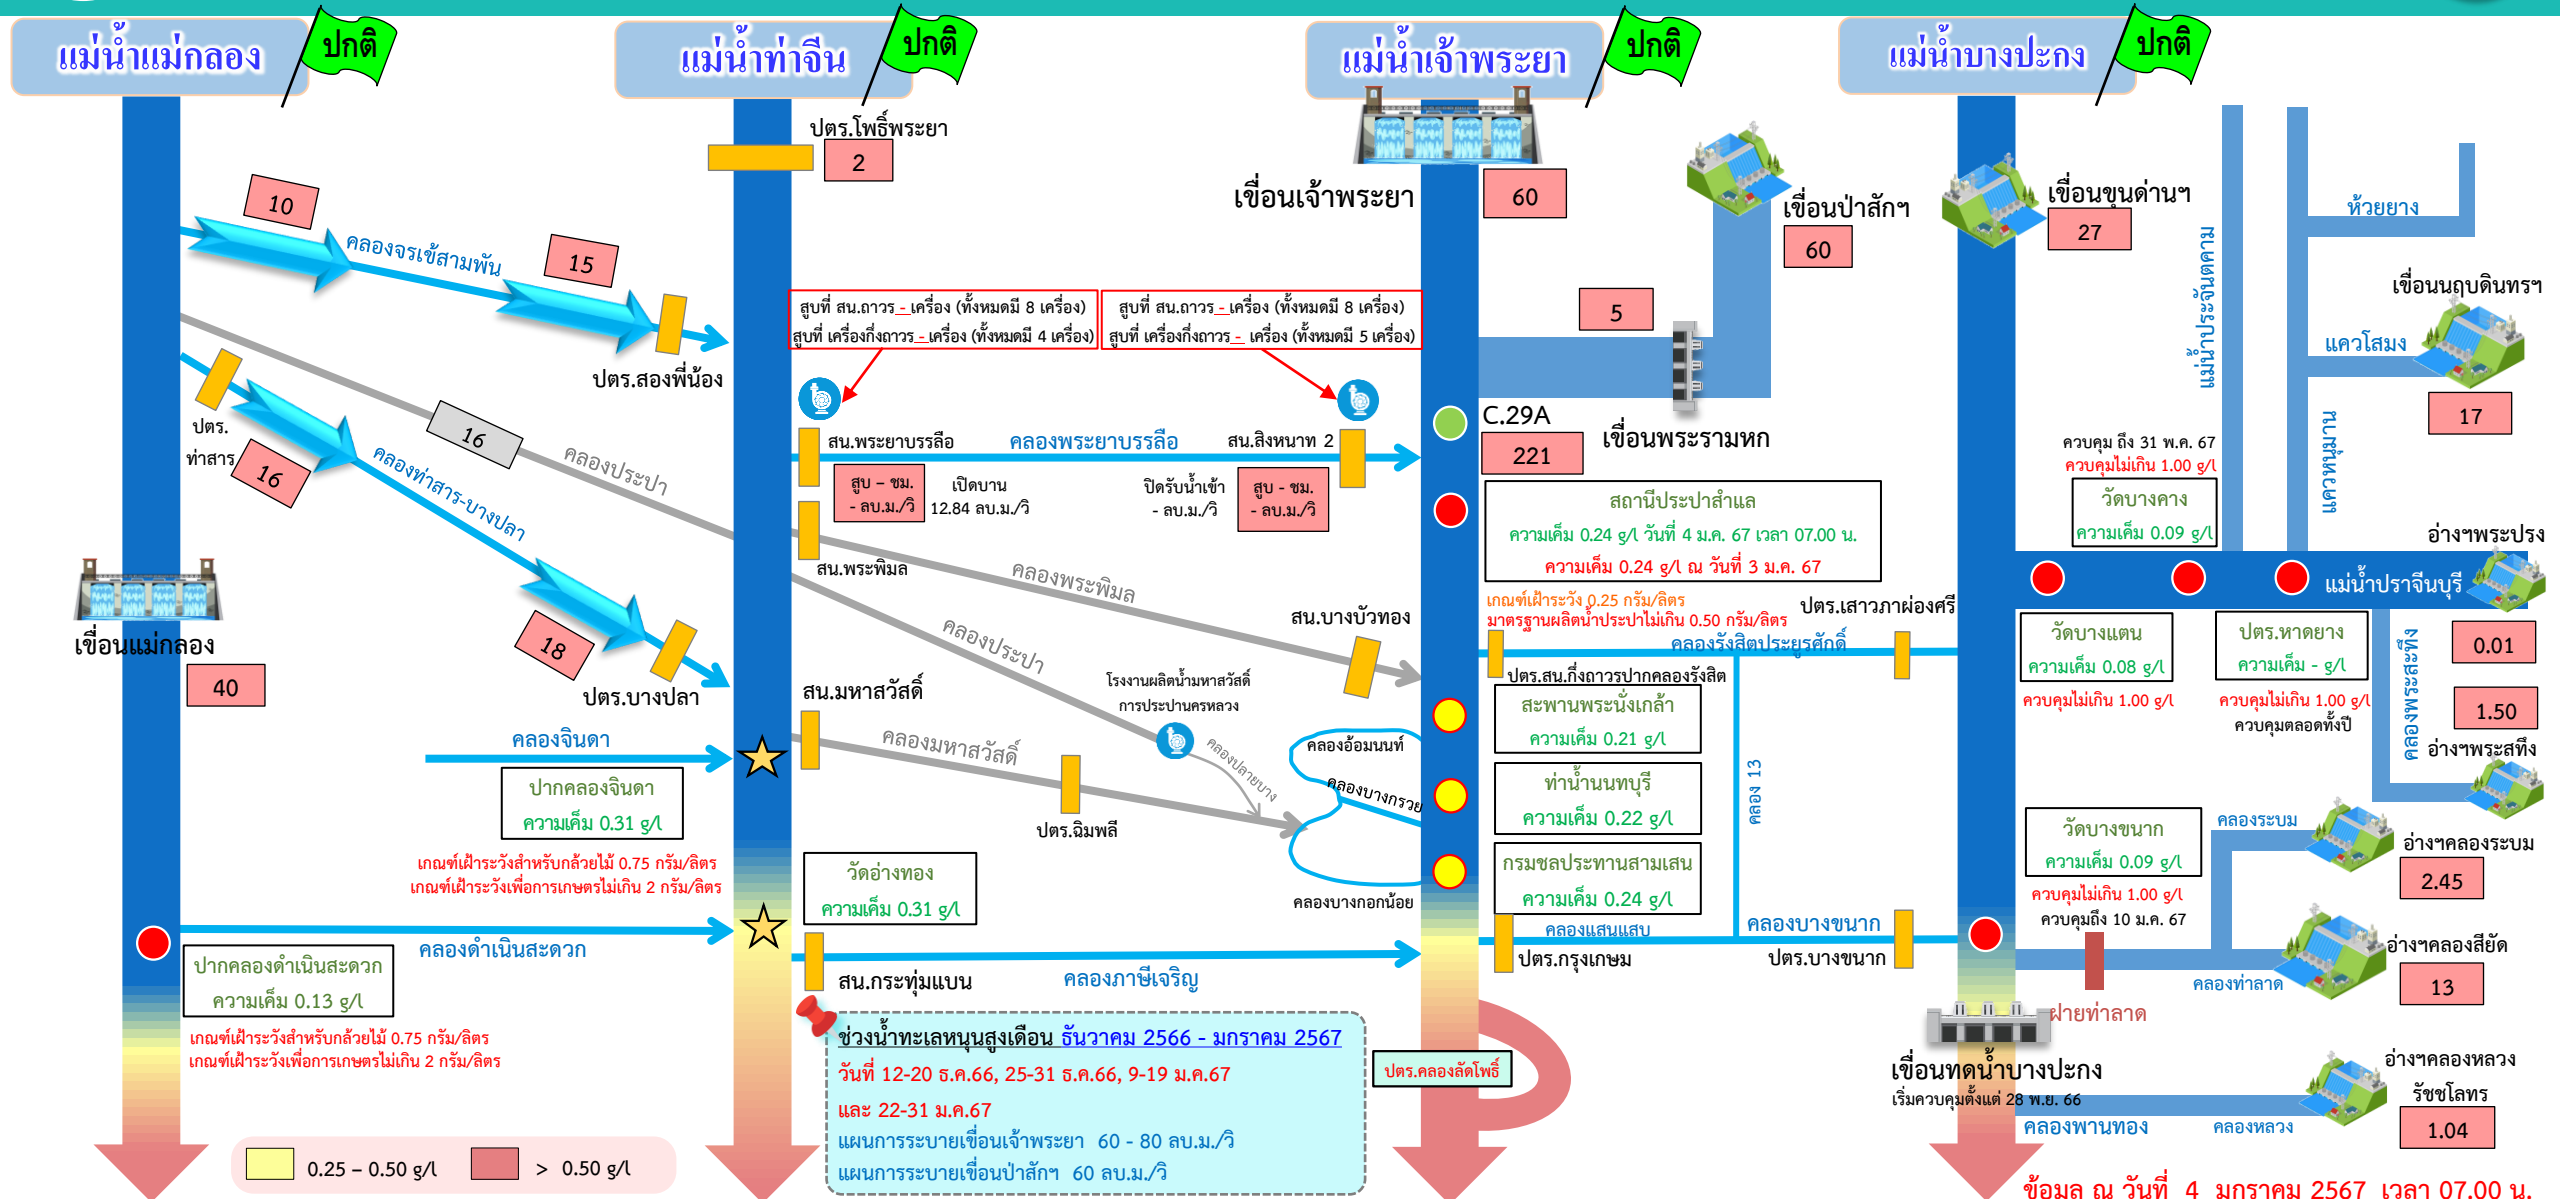 แม่น้ำแม่กลอง
ปกติ
แม่น้ำท่าจีน
ปกติ
แม่น้ำเจ้าพระยา
ปกติ
แม่น้ำบางปะกง
ปกติ
10
คลองจรเข้สามพัน
15
ปตร.สองพี่น้อง
ปตร.
ท่าสาร
16
คลองท่าสาร-บางปลา
18
ปตร.บางปลา
16
คลองประปา
เขื่อนแม่กลอง
40
คลองจินดา
ปากคลองจินดา
ความเค็ม 0.31 g/l
เกณฑ์เฝ้าระวังสำหรับกล้วยไม้ 0.75 กรัม/ลิตร
เกณฑ์เฝ้าระวังเพื่อการเกษตรไม่เกิน 2 กรัม/ลิตร
คลองดำเนินสะดวก
ปากคลองดำเนินสะดวก
ความเค็ม 0.13 g/l
เกณฑ์เฝ้าระวังสำหรับกล้วยไม้ 0.75 กรัม/ลิตร
เกณฑ์เฝ้าระวังเพื่อการเกษตรไม่เกิน 2 กรัม/ลิตร
0.25 – 0.50 g/l
> 0.50 g/l
ปตร.โพธิ์พระยา
2
สูบที่ สน.ถาวร - เครื่อง (ทั้งหมดมี 8 เครื่อง)
สูบที่ เครื่องกึ่งถาวร - เครื่อง (ทั้งหมดมี 4 เครื่อง)
สูบที่ สน.ถาวร - เครื่อง (ทั้งหมดมี 8 เครื่อง)
สูบที่ เครื่องกึ่งถาวร - เครื่อง (ทั้งหมดมี 5 เครื่อง)
สน.พระยาบรรลือ
คลองพระยาบรรลือ
สน.สิงหนาท 2
สูบ – ชม.
- ลบ.ม./วิ
เปิดบาน
12.84 ลบ.ม./วิ
ปิดรับน้ำเข้า
- ลบ.ม./วิ
สูบ - ชม.
- ลบ.ม./วิ
สน.พระพิมล
คลองพระพิมล
สน.บางบัวทอง
คลองประปา
โรงงานผลิตน้ำมหาสวัสดิ์
การประปานครหลวง
สน.มหาสวัสดิ์
คลองมหาสวัสดิ์
ปตร.ฉิมพลี
คลองปลายบาง
คลองอ้อมนนท์
คลองบางกรวย
คลองบางกอกน้อย
วัดอ่างทอง
ความเค็ม 0.31 g/l
สน.กระทุ่มแบน
คลองภาษีเจริญ
ช่วงน้ำทะเลหนุนสูงเดือน ธันวาคม 2566 - มกราคม 2567
วันที่ 12-20 ธ.ค.66, 25-31 ธ.ค.66, 9-19 ม.ค.67
และ 22-31 ม.ค.67
แผนการระบายเขื่อนเจ้าพระยา 60 - 80 ลบ.ม./วิ
แผนการระบายเขื่อนป่าสักฯ 60 ลบ.ม./วิ
เขื่อนเจ้าพระยา
60
เขื่อนป่าสักฯ
60
5
เขื่อนพระรามหก
C.29A
221
สถานีประปาสำแล
ความเค็ม 0.24 g/l วันที่ 4 ม.ค. 67 เวลา 07.00 น.
ความเค็ม 0.24 g/l ณ วันที่ 3 ม.ค. 67
เกณฑ์เฝ้าระวัง 0.25 กรัม/ลิตร
มาตรฐานผลิตน้ำประปาไม่เกิน 0.50 กรัม/ลิตร
ปตร.เสาวภาผ่องศรี
คลองรังสิตประยูรศักดิ์
ปตร.สน.กึ่งถาวรปากคลองรังสิต
สะพานพระนั่งเกล้า
ความเค็ม 0.21 g/l
ท่าน้ำนนทบุรี
ความเค็ม 0.22 g/l
กรมชลประทานสามเสน
ความเค็ม 0.24 g/l
คลอง 13
คลองแสนแสบ
คลองบางขนาก
ปตร.กรุงเกษม
ปตร.บางขนาก
ปตร.คลองลัดโพธิ์
เขื่อนขุนด่านฯ
27
แม่น้ำประจันตคาม
ห้วยยาง
เขื่อนนฤบดินทรฯ
แควโสมง
17
แควหนุมาน
ควบคุม ถึง 31 พ.ค. 67
ควบคุมไม่เกิน 1.00 g/l
วัดบางคาง
ความเค็ม 0.09 g/l
อ่างฯพระปรง
แม่น้ำปราจีนบุรี
0.01
วัดบางแตน
ความเค็ม 0.08 g/l
ควบคุมไม่เกิน 1.00 g/l
ปตร.หาดยาง
ความเค็ม - g/l
ควบคุมไม่เกิน 1.00 g/l
ควบคุมตลอดทั้งปี
คลองพระสะทึง
1.50
อ่างฯพระสทึง
วัดบางขนาก
ความเค็ม 0.09 g/l
ควบคุมไม่เกิน 1.00 g/l
ควบคุมถึง 10 ม.ค. 67
คลองระบม
อ่างฯคลองระบม
2.45
อ่างฯคลองสียัด
13
คลองท่าลาด
ฝายท่าลาด
เขื่อนทดน้ำบางปะกง
เริ่มควบคุมตั้งแต่ 28 พ.ย. 66
คลองพานทอง
คลองหลวง
อ่างฯคลองหลวง
รัชชโลทร
1.04
ข้อมูล ณ วันที่ 4 มกราคม 2567 เวลา 07.00 น.